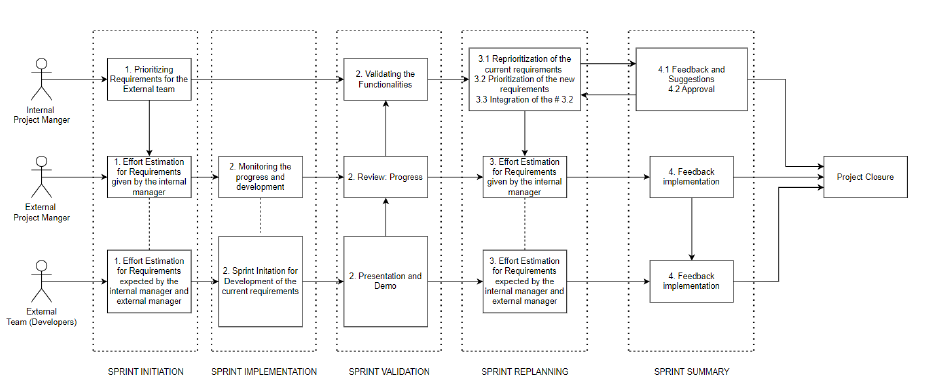 1. Prioritizing
Requirements for the
External team
2. Validating the
Functionalities
3.1 Reprioritization of the
current requirements
3.2 Prioritization of the new
requirements
3.3 Integration of the # 3.2
4.1 Feedback and
Suggestions
4.2 Approval
Internal
Project Manger
1. Effort Estimation
for Requirements
given by the internal
manager
2. Monitoring the
progress and
development
2. Review: Progress
3. Effort Estimation
for Requirements
given by the internal
manager
4. Feedback
implementation
Project Closure
External
Project Manger
1. Effort Estimation
for Requirements
expected by the
internal manager and
external manager
2. Sprint Initation for
Development of the
current requirements
2. Presentation and
Demo
3. Effort Estimation
for Requirements
expected by the
internal manager and
external manager
4. Feedback
Implementation
External
Team (Developers)
SPRINT INITIATION
SPRINT IMPLEMENTATION
SPRINT VALIDATION
SPRINT REPLANNING
SPRINT SUMMARY